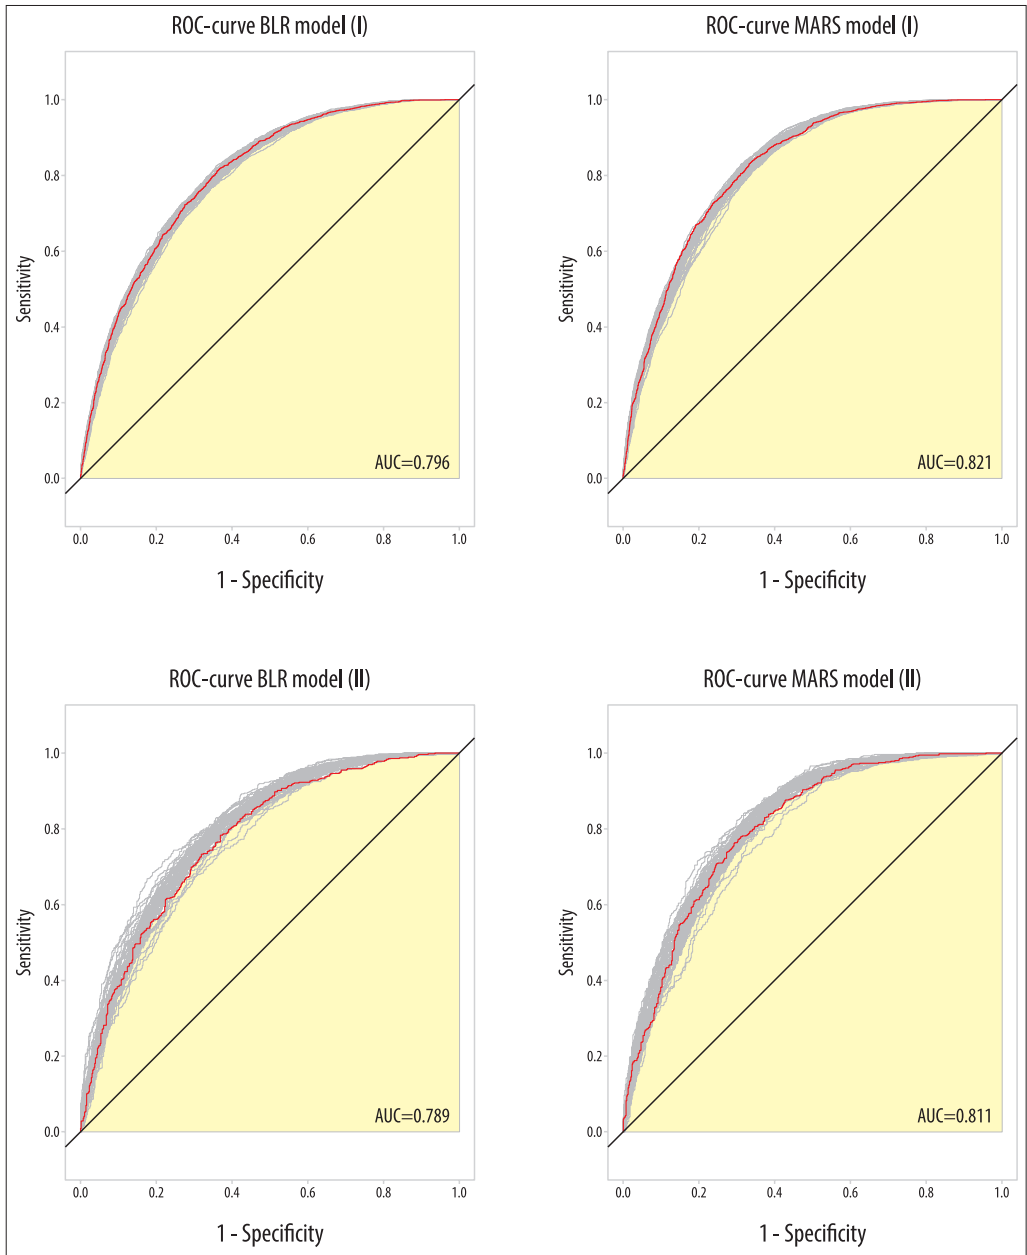 ROC-curve BLR model (I)
Sensitivity
1.0
0.8
0.6
0.4
0.2
0.0
AUC=0.796
0.0 0.2 0.4 0.6 0.8 1.0
1 - Specificity
ROC-curve MARS model (I)
Sensitivity
1.0
0.8
0.6
0.4
0.2
0.0
AUC=0.821
0.0 0.2 0.4 0.6 0.8 1.0
1 - Specificity
ROC-curve BLR model (II)
Sensitivity
1.0
0.8
0.6
0.4
0.2
0.0
AUC=0.789
0.0 0.2 0.4 0.6 0.8 1.0
1 - Specificity
ROC-curve MARS model (II)
Sensitivity
1.0
0.8
0.6
0.4
0.2
0.0
AUC=0.811
0.0 0.2 0.4 0.6 0.8 1.0
1 - Specificity